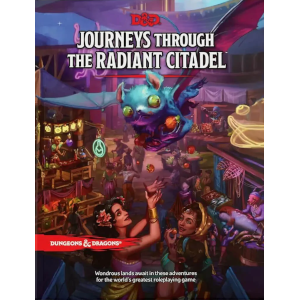 D&D
JOURNEYS THROUGH
THE RADIANT CITADEL
DUNGEONS & DRAGONS®
Wondrous lands await in these adventures
for the world's greatest roleplaying game